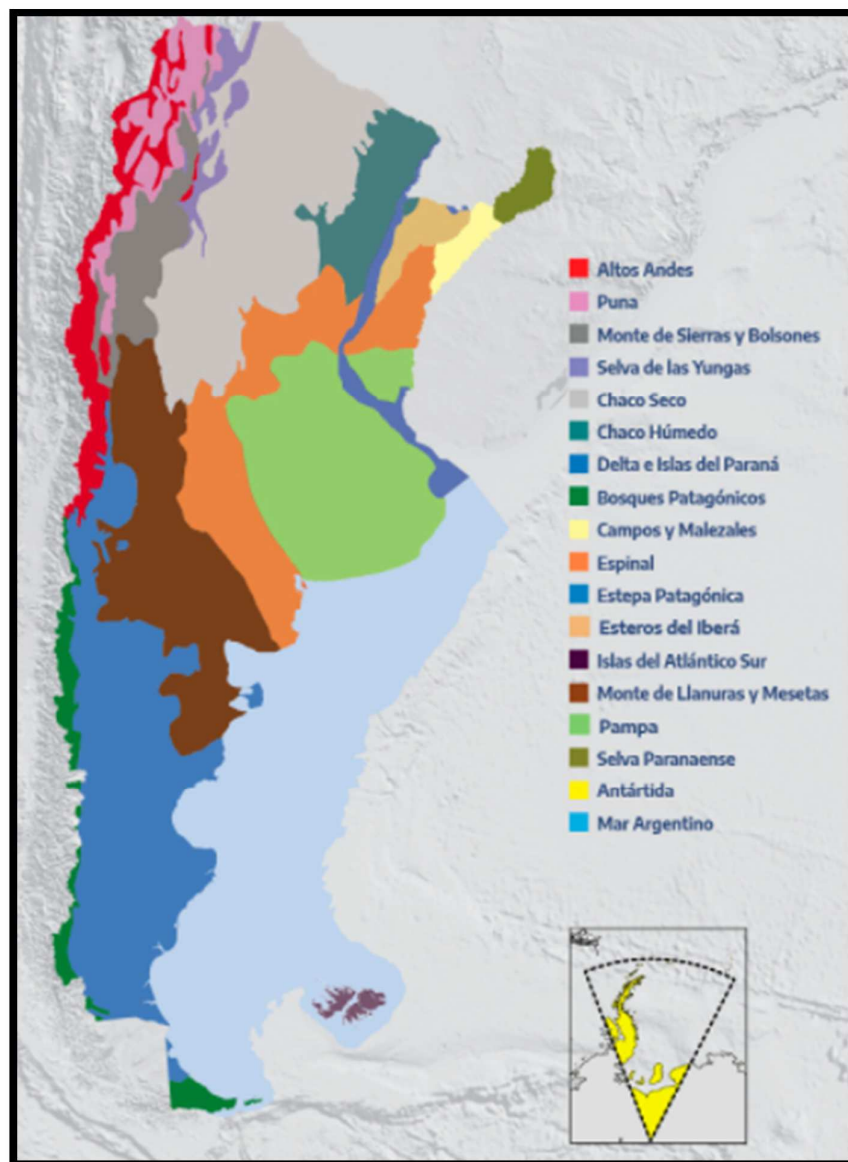 Altos Andes
Puna
Monte de Sierras y Bolsones
Selva de las Yungas
Chaco Seco
Chaco Húmedo
Delta e Islas del Paraná
Bosques Patagónicos
Campos y Malezales
Espinal
Estepa Patagónica
Esteros del Iberá
Islas del Atlántico Sur
Monte de Llanuras y Mesetas
Pampa
Selva Paranaense
Antártida
Mar Argentino